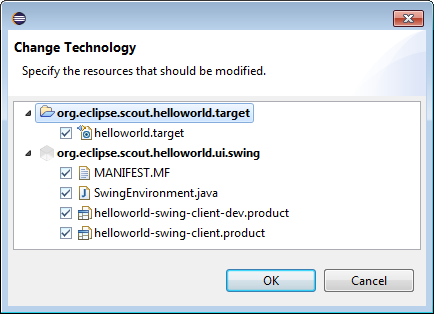 Change Technology
Specify the resources that should be modified.
org.eclipse.scout.helloworld.target
helloworld.target
org.eclipse.scout.helloworld.ui.swing
MANIFEST.MF
SwingEnvironment.java
helloworld-swing-client-dev.product
helloworld-swing-client.product
OK
Cancel